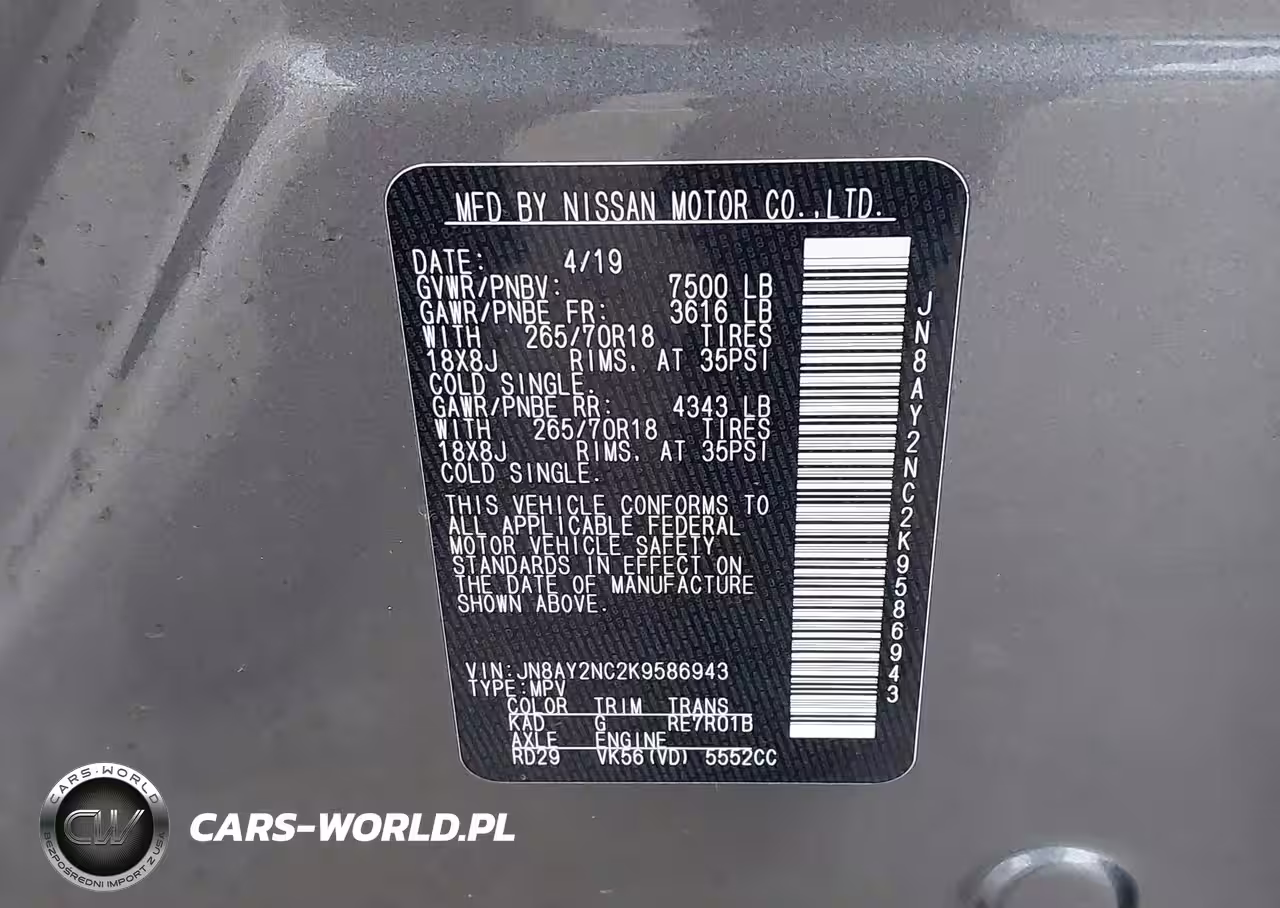 MFD BY NISSAN MOTOR CO.,LTD.
DATE: 4/19
GVWR/PNBV: 7500 LB
GAWR/PNBE FR: 3616 LB
WITH 265/70R18 TIRES
18X8J RIMS. AT 35PSI
COLD SINGLE.
GAWR/PNBE RR: 4343 LB
WITH 265/70R18 TIRES
18X8J RIMS. AT 35PSI
COLD SINGLE.
THIS VEHICLE CONFORMS TO
ALL APPLICABLE FEDERAL
MOTOR VEHICLE SAFETY
STANDARDS IN EFFECT ON
THE DATE OF MANUFACTURE
SHOWN ABOVE.
VIN:JN8AY2NC2K9586943
TYPE:MPV
COLOR TRIM TRANS
KAD G RE7R01B
AXLE ENGINE
RD29 VK56(VD) 5552CC
JN8AY2NC2K9586943
CARS-WORLD
CW
BEZPOŚREDNI IMPORT Z USA
CARS-WORLD.PL